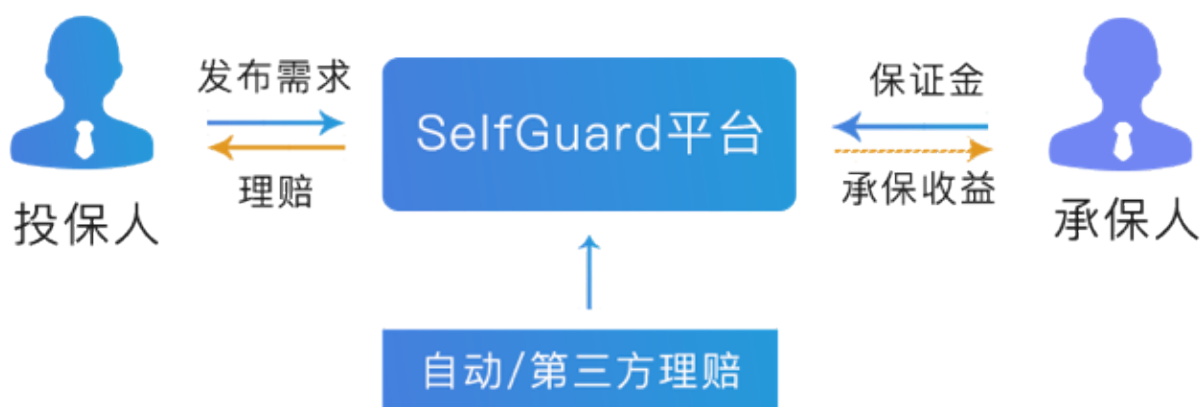 发布需求
理赔
投保人
SelfGuard平台
保证金
承保收益
承保人
自动/第三方理赔